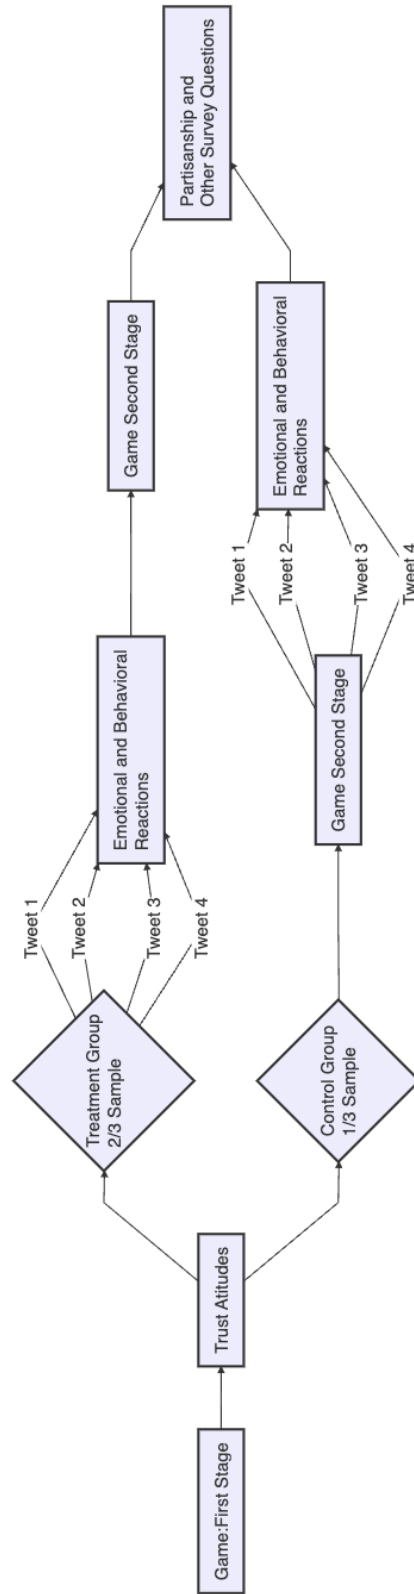 Game:First Stage
Trust Atitudes
Treatment Group
2/3 Sample
Tweet 1
Tweet 2
Tweet 3
Tweet 4
Emotional and Behavioral
Reactions
Game Second Stage
Control Group
1/3 Sample
Game Second Stage
Tweet 1
Tweet 2
Tweet 3
Tweet 4
Emotional and Behavioral
Reactions
Partisanship and
Other Survey Questions